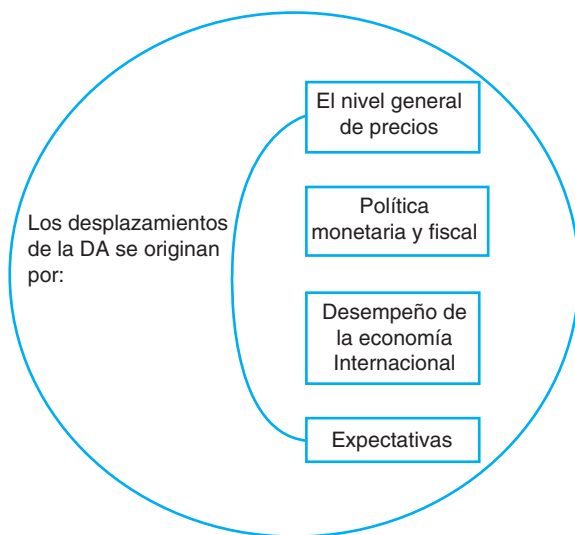 El nivel general
de precios
Los desplazamientos
de la DA se originan
por:
Política
monetaria y fiscal
Desempeño de
la economía
Internacional
Expectativas